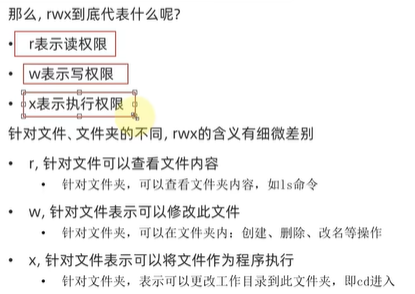 那么, rwx到底代表什么呢?
• r表示读权限
• w表示写权限
• x表示执行权限
针对文件、文件夹的不同, rwx的含义有细微差别
• r, 针对文件可以查看文件内容
• 针对文件夹, 可以查看文件夹内容, 如ls命令
• w, 针对文件表示可以修改此文件
• 针对文件夹, 可以在文件夹内: 创建、删除、改名等操作
• x, 针对文件表示可以将文件作为程序执行
• 针对文件夹, 表示可以更改工作目录到此文件夹, 即cd进入